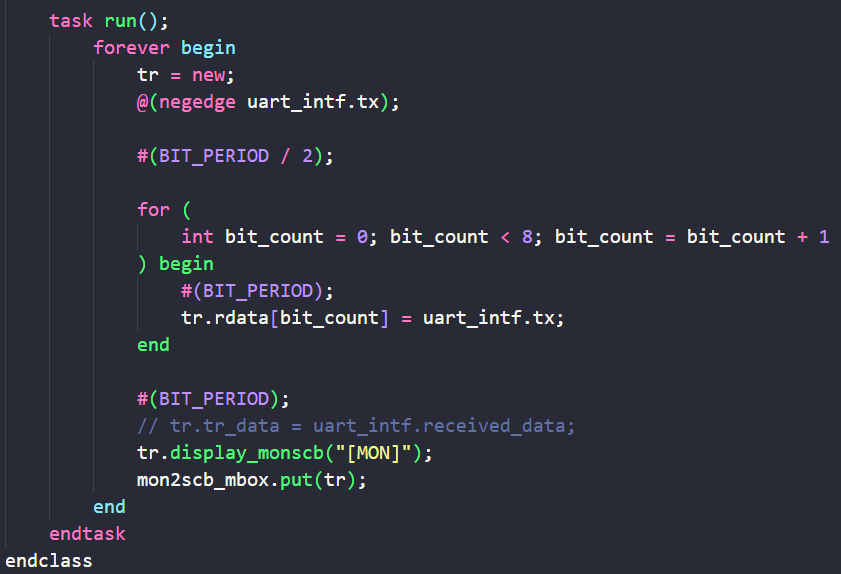 task run();
forever begin
tr = new;
@(negedge uart_intf.tx);
#(BIT_PERIOD / 2);
for (
int bit_count = 0; bit_count < 8; bit_count = bit_count + 1
) begin
#(BIT_PERIOD);
tr.rdata[bit_count] = uart_intf.tx;
end
#(BIT_PERIOD);
// tr.tr_data = uart_intf.received_data;
tr.display_monscb("[MON]");
mon2scb_mbox.put(tr);
end
endtask
endclass